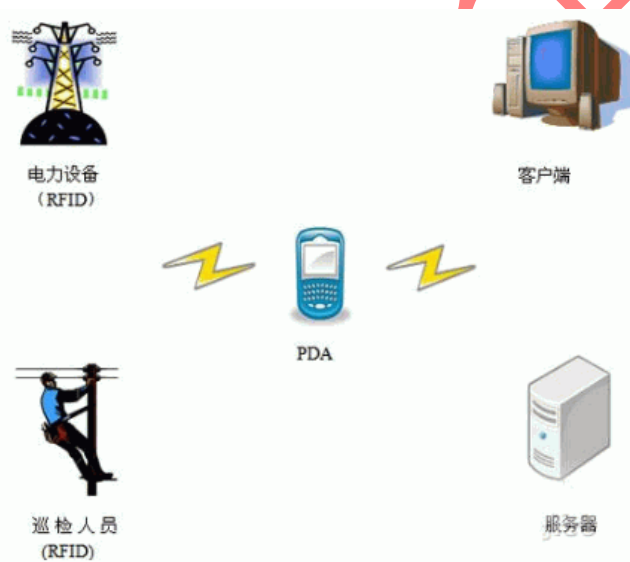 电力设备
（RFID）
客户端
PDA
巡检人员
(RFID)
服务器